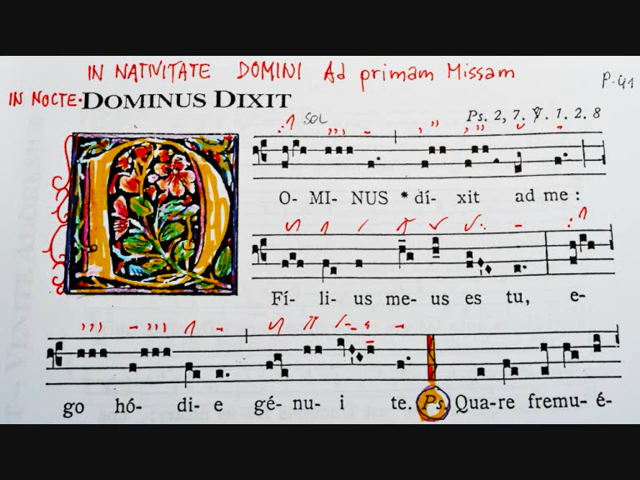 IN NATIVITATE DOMINI Ad primam Missam
P. 41
IN NOCTE. DOMINUS DIXIT
SOL Ps. 2, 7. ℣. 1. 2. 8
O- MI- NUS * dí- xit ad me :
Fí- li- us me- us es tu, e-
go hó- di- e gé- nu- i te. Ps. Qua-re fremu-é-